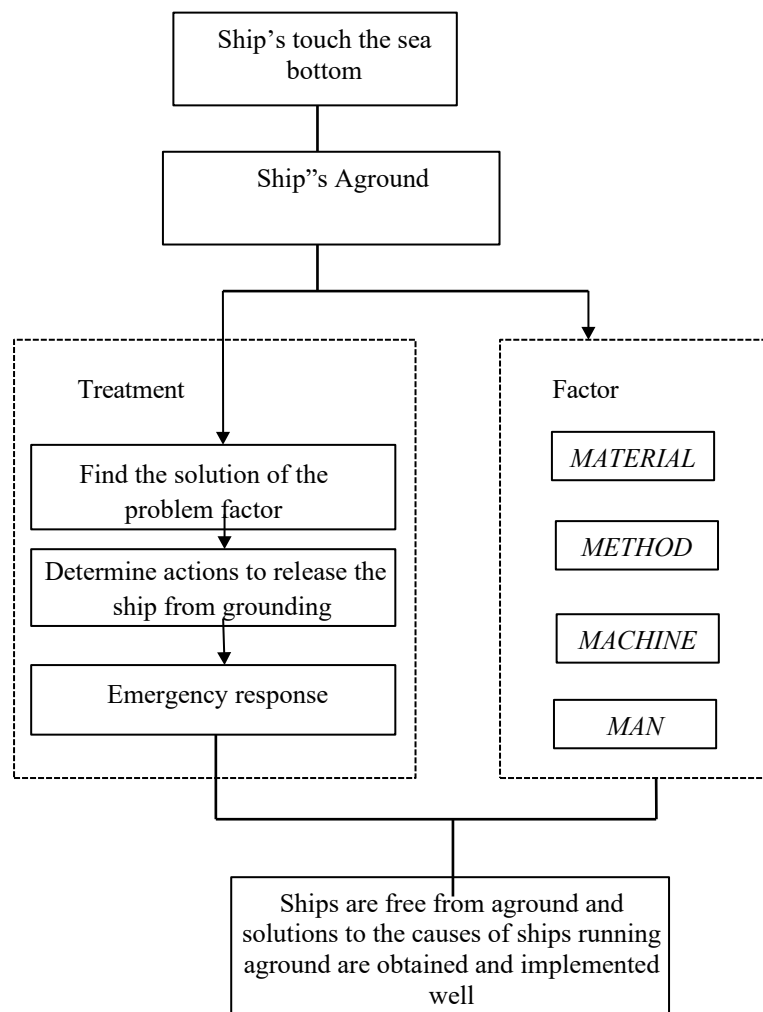 Ship’s touch the sea
bottom
Ship”s Aground
Treatment
Find the solution of the
problem factor
Determine actions to release the
ship from grounding
Emergency response
Factor
MATERIAL
METHOD
MACHINE
MAN
Ships are free from aground and
solutions to the causes of ships running
aground are obtained and implemented
well